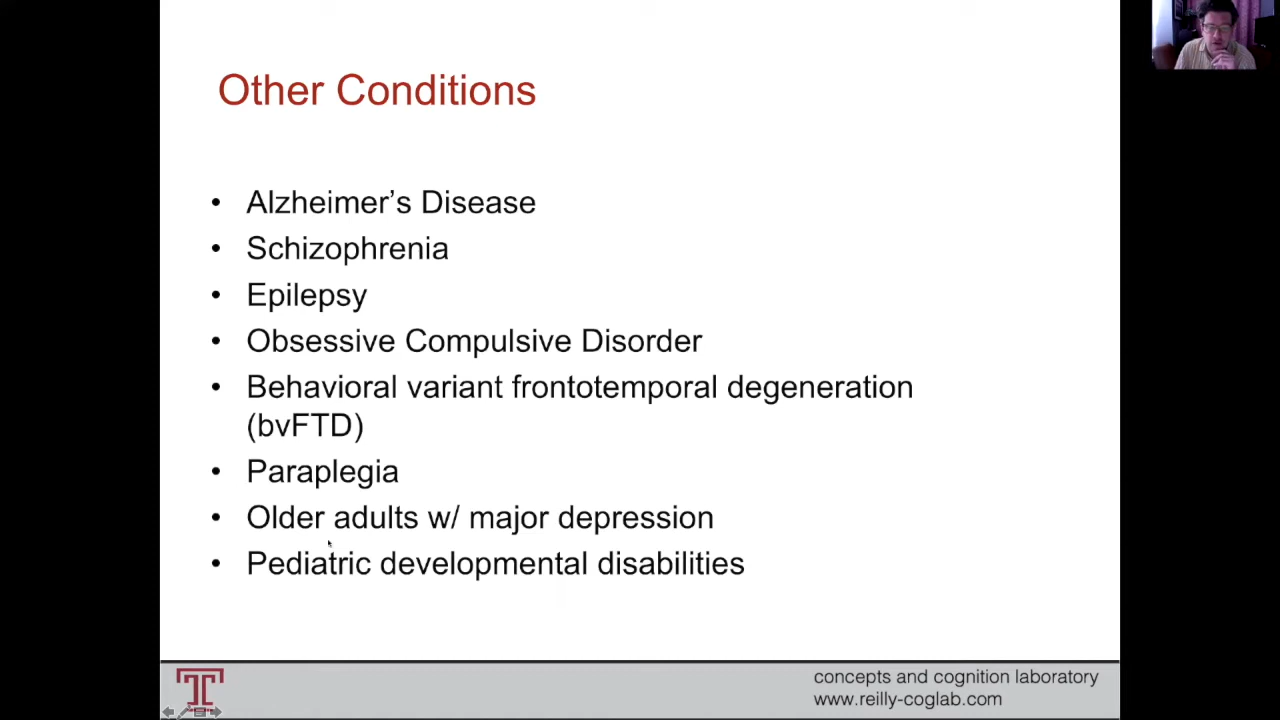 Other Conditions
• Alzheimer’s Disease
• Schizophrenia
• Epilepsy
• Obsessive Compulsive Disorder
• Behavioral variant frontotemporal degeneration
(bvFTD)
• Paraplegia
• Older adults w/ major depression
• Pediatric developmental disabilities
T
concepts and cognition laboratory
www.reilly-coglab.com